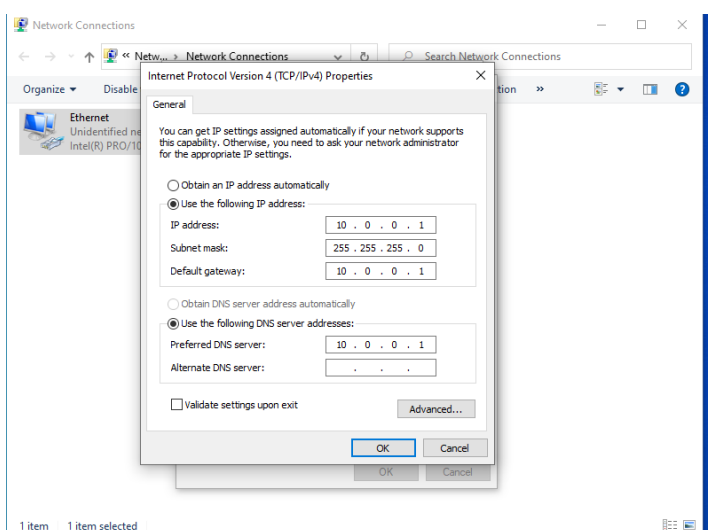 Network Connections
« Netw... › Network Connections
Search Network Connections
Organize
Disable
tion
»
?
Ethernet
Unidentified ne
Intel(R) PRO/10
Internet Protocol Version 4 (TCP/IPv4) Properties
General
You can get IP settings assigned automatically if your network supports
this capability. Otherwise, you need to ask your network administrator
for the appropriate IP settings.
Obtain an IP address automatically
Use the following IP address:
IP address: 10 . 0 . 0 . 1
Subnet mask: 255 . 255 . 255 . 0
Default gateway: 10 . 0 . 0 . 1
Obtain DNS server address automatically
Use the following DNS server addresses:
Preferred DNS server: 10 . 0 . 0 . 1
Alternate DNS server: . . .
Validate settings upon exit
Advanced...
OK Cancel
OK Cancel
1 item 1 item selected